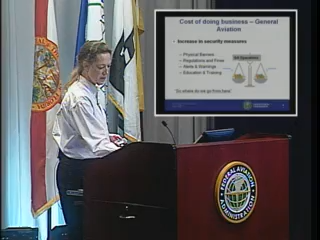 Cost of doing business – General
Aviation
• Increase in security measures
– Physical Barriers
– Regulations and Fines
– Alerts & Warnings
– Education & Training
So where do we go from here?
FEDERAL AVIATION
ADMINISTRATION